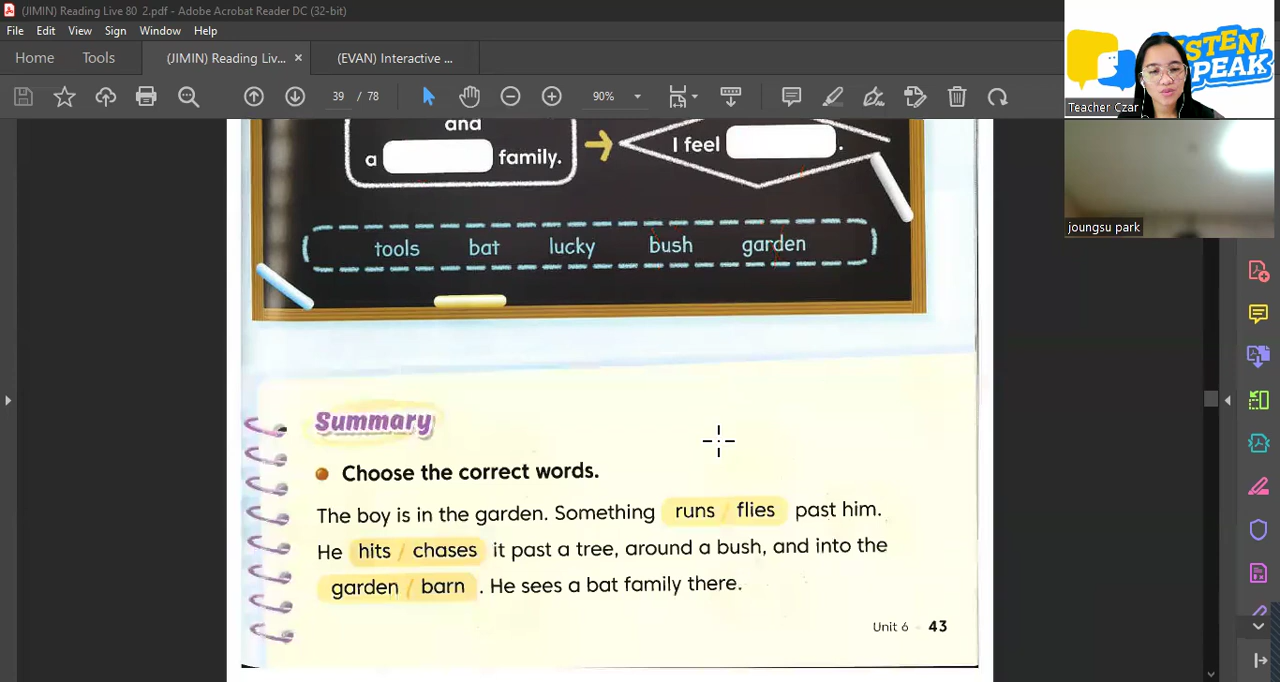 (JIMIN) Reading Live 80 2.pdf - Adobe Acrobat Reader DC (32-bit)
File Edit View Sign Window Help
Home Tools (JIMIN) Reading Liv... × (EVAN) Interactive ...
39 / 78 90%
LISTEN
SPEAK
Teacher Czar
joungsu park
and
a family.
I feel .
tools bat lucky bush garden
Summary
Choose the correct words.
The boy is in the garden. Something runs / flies past him.
He hits / chases it past a tree, around a bush, and into the
garden / barn . He sees a bat family there.
Unit 6 43